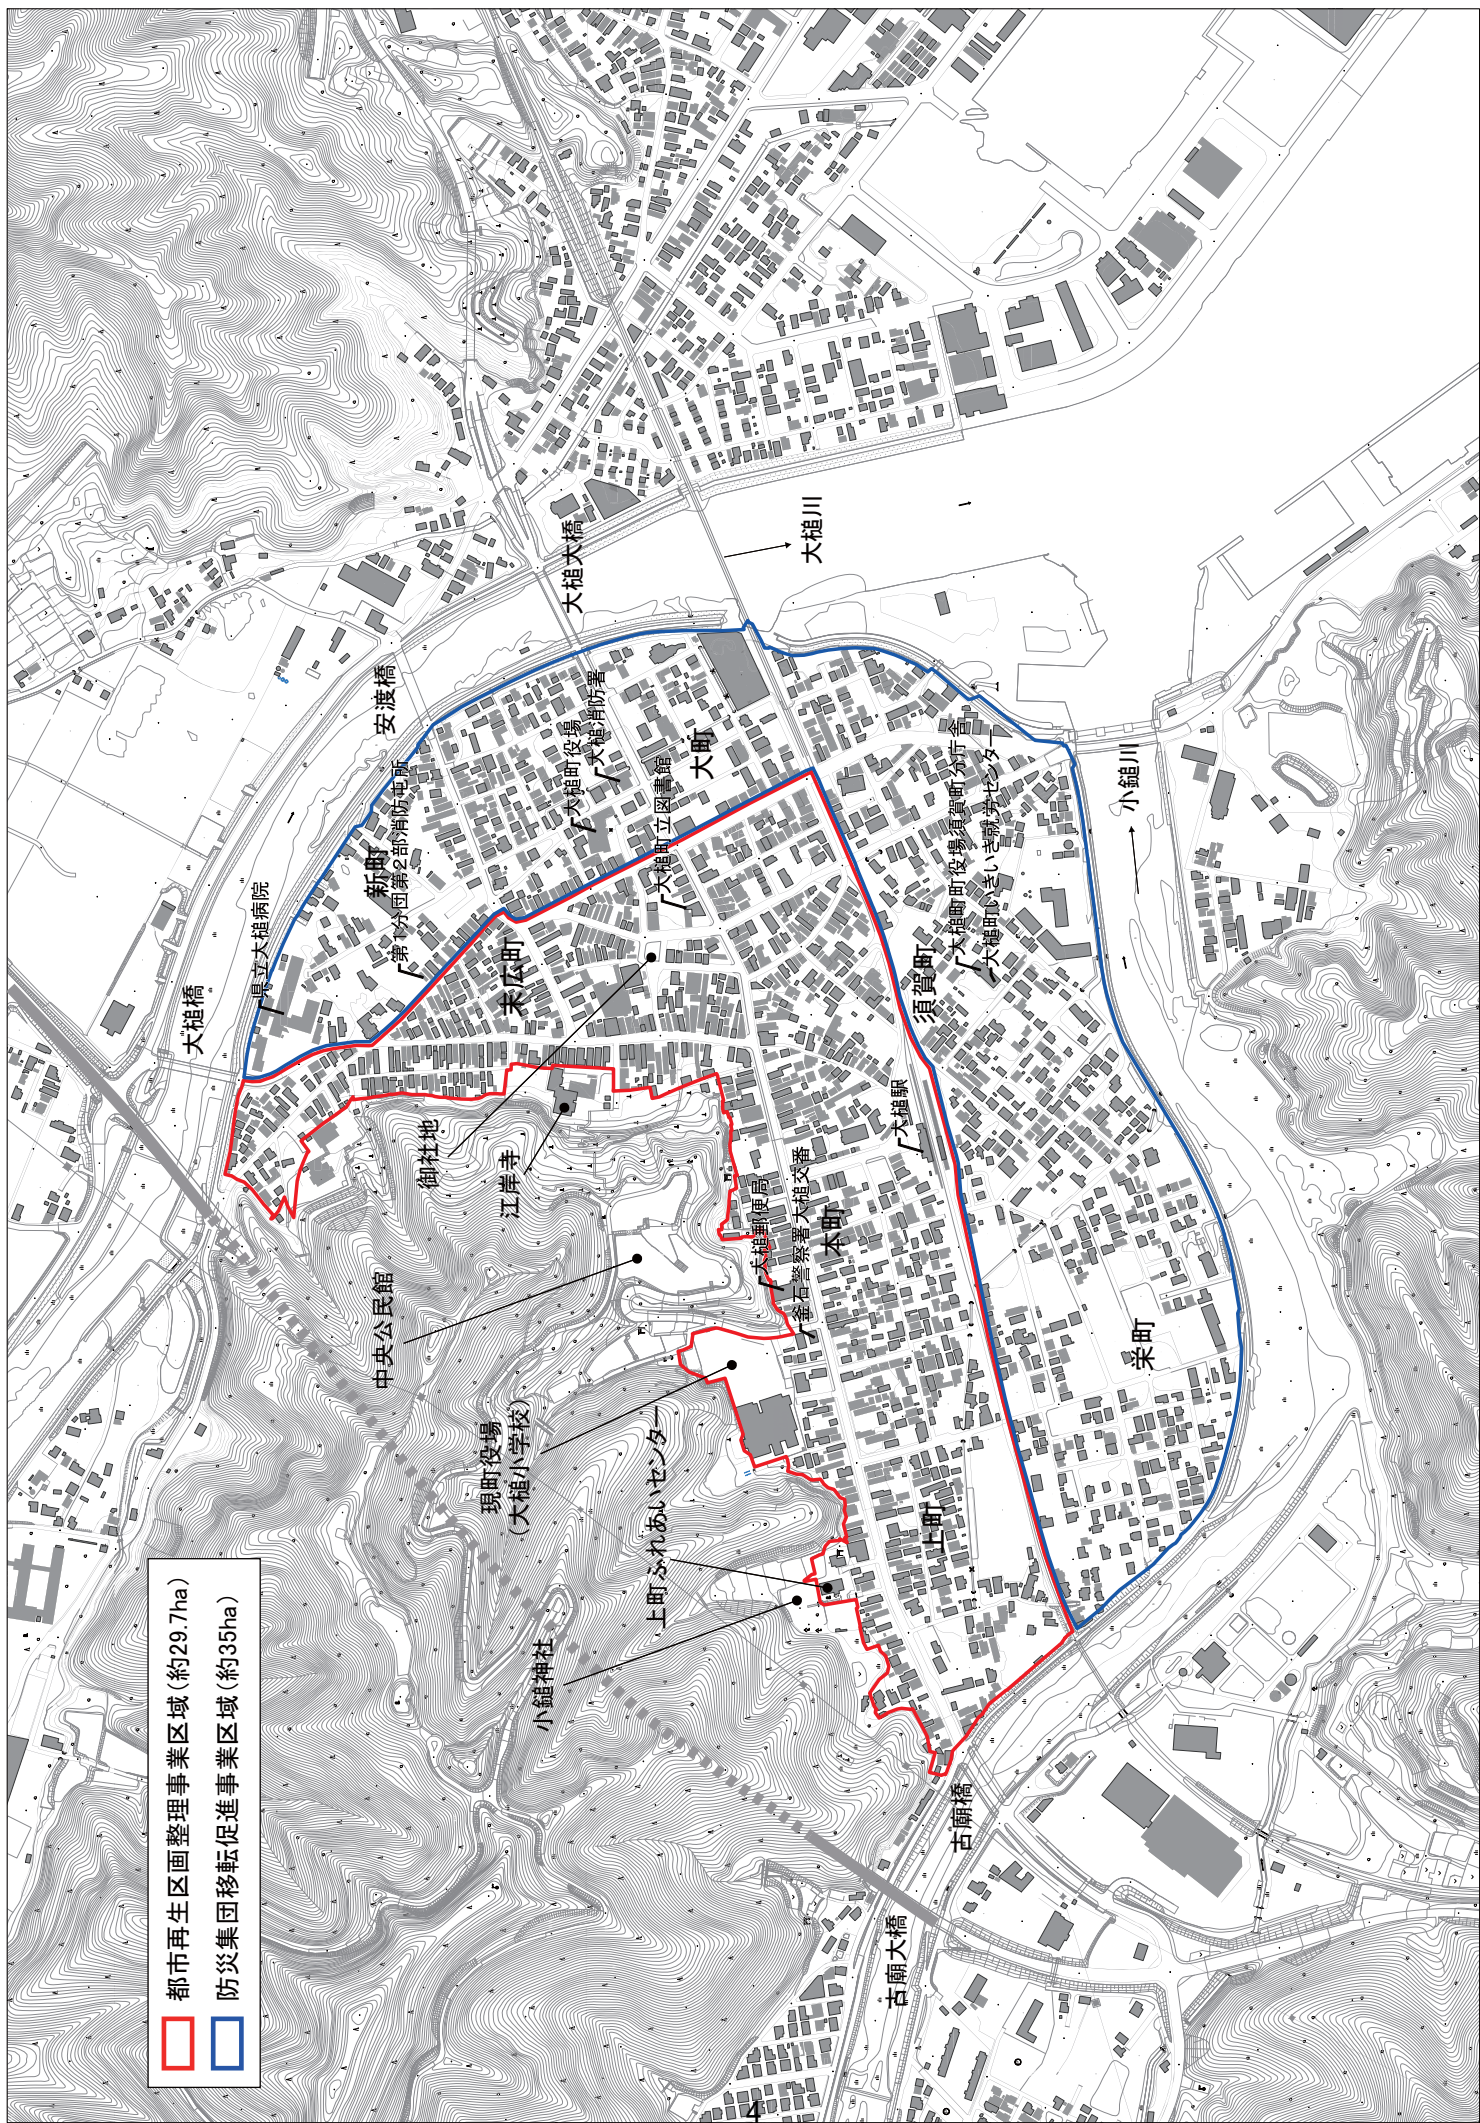 都市再生区画整理事業区域(約29.7ha)
防災集団移転促進事業区域(約35ha)
大槌橋
県立大槌病院
新町
第1分団第2部消防屯所
安渡橋
大槌大橋
大槌川
末広町
大槌町役場
大槌消防署
大槌町立図書館
大町
御社地
江岸寺
中央公民館
現町役場
(大槌小学校)
上町ふれあいセンター
小鎚神社
大槌郵便局
釜石警察署大槌交番
本町
大槌駅
須賀町
大槌町町役場須賀町分庁舎
大槌町いきいき就労センター
小鎚川
栄町
上町
古廟橋
古廟大橋
4